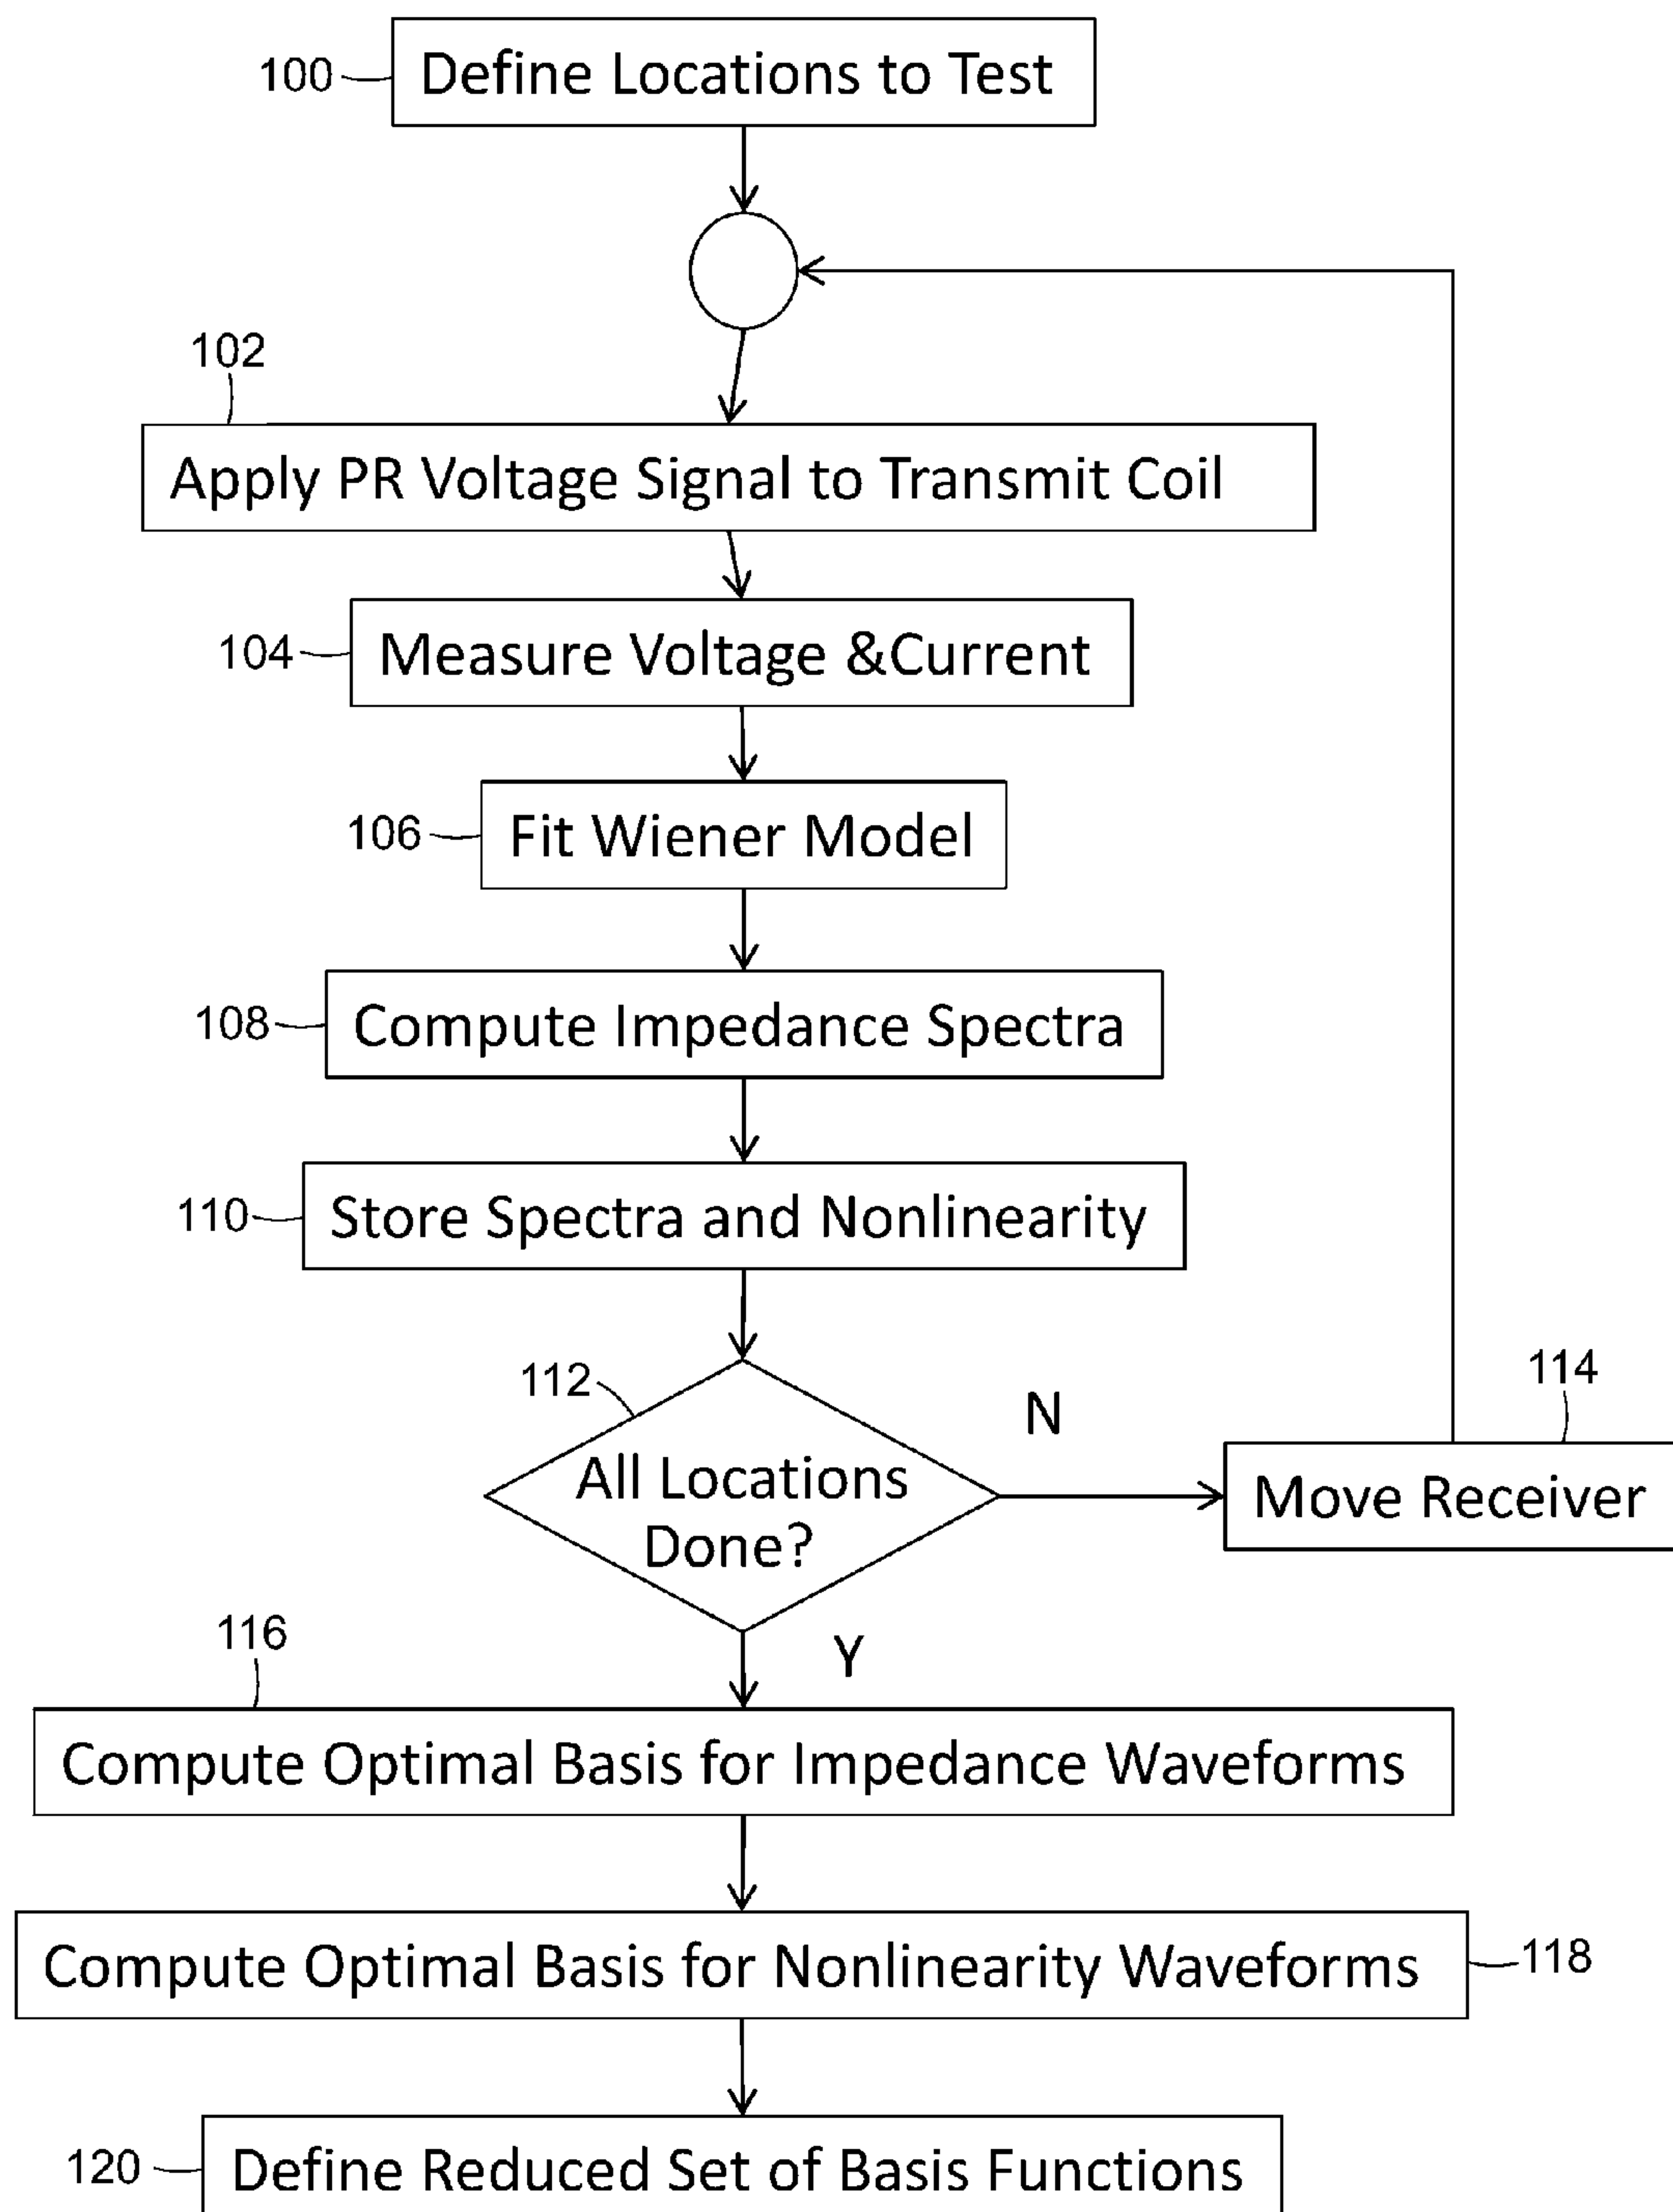 100
Define Locations to Test
102
Apply PR Voltage Signal to Transmit Coil
104
Measure Voltage &Current
106
Fit Wiener Model
108
Compute Impedance Spectra
110
Store Spectra and Nonlinearity
112
All Locations
Done?
N
114
Move Receiver
Y
116
Compute Optimal Basis for Impedance Waveforms
Compute Optimal Basis for Nonlinearity Waveforms
118
120
Define Reduced Set of Basis Functions